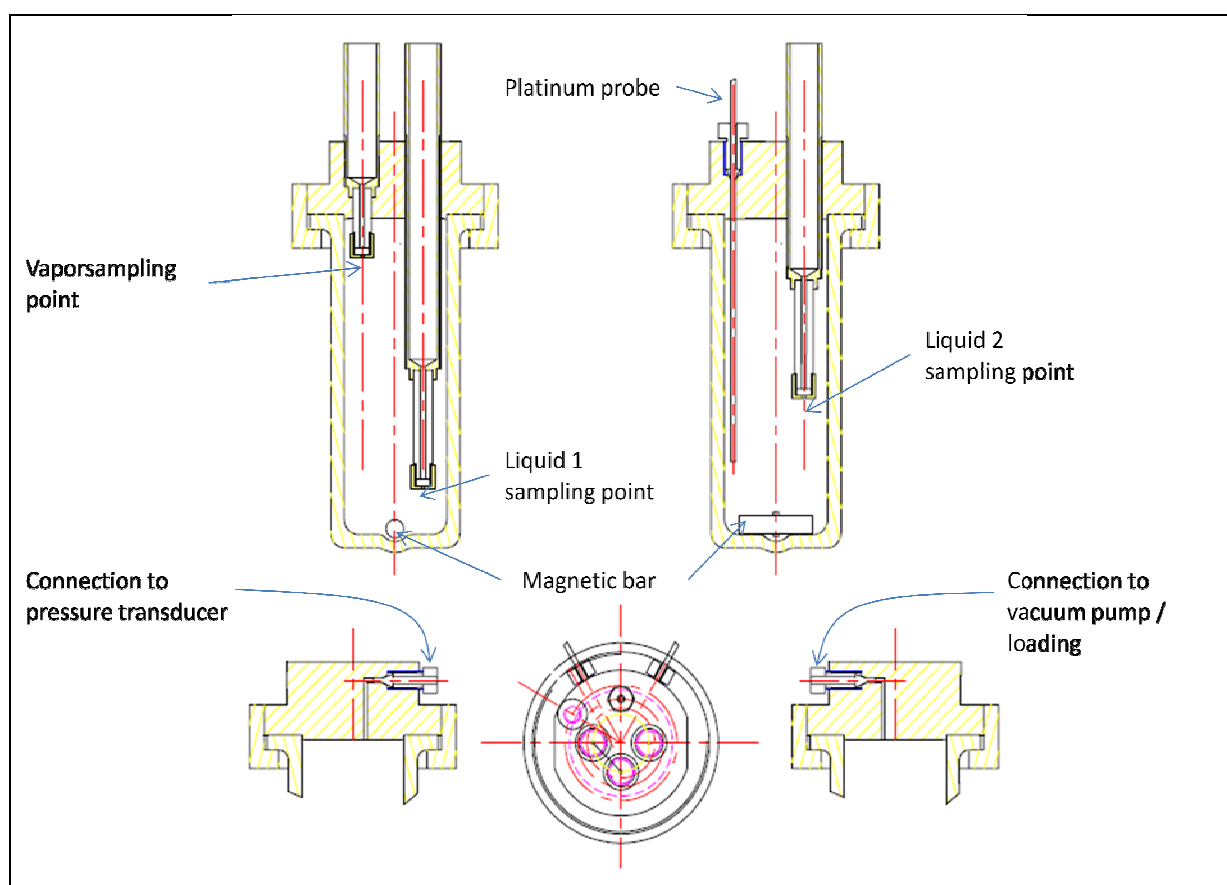 Platinum probe
Vaporsampling
point
Liquid 2
sampling point
Liquid 1
sampling point
Connection to
pressure transducer
Magnetic bar
Connection to
vacuum pump /
loading